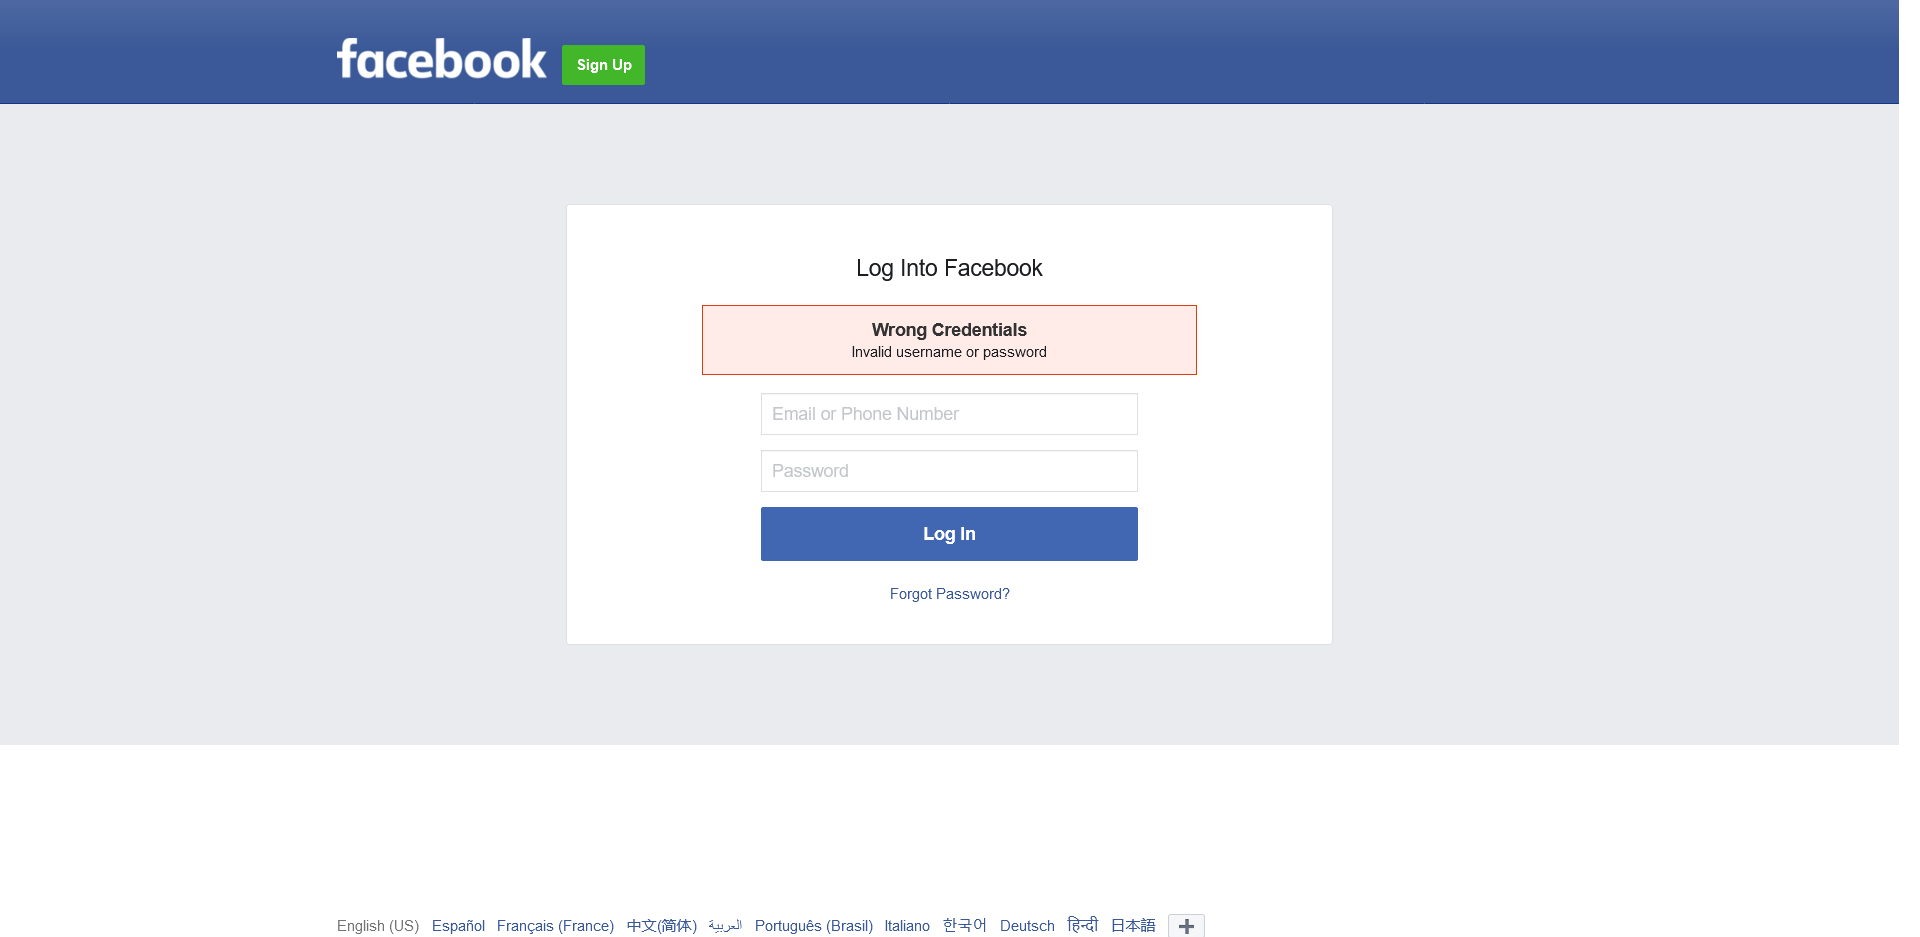 facebook Sign Up
Log Into Facebook
Wrong Credentials
Invalid username or password
Email or Phone Number
Password
Log In
Forgot Password?
English (US) Español Français (France) 中文(简体) العربية Português (Brasil) Italiano 한국어 Deutsch हिन्दी 日本語